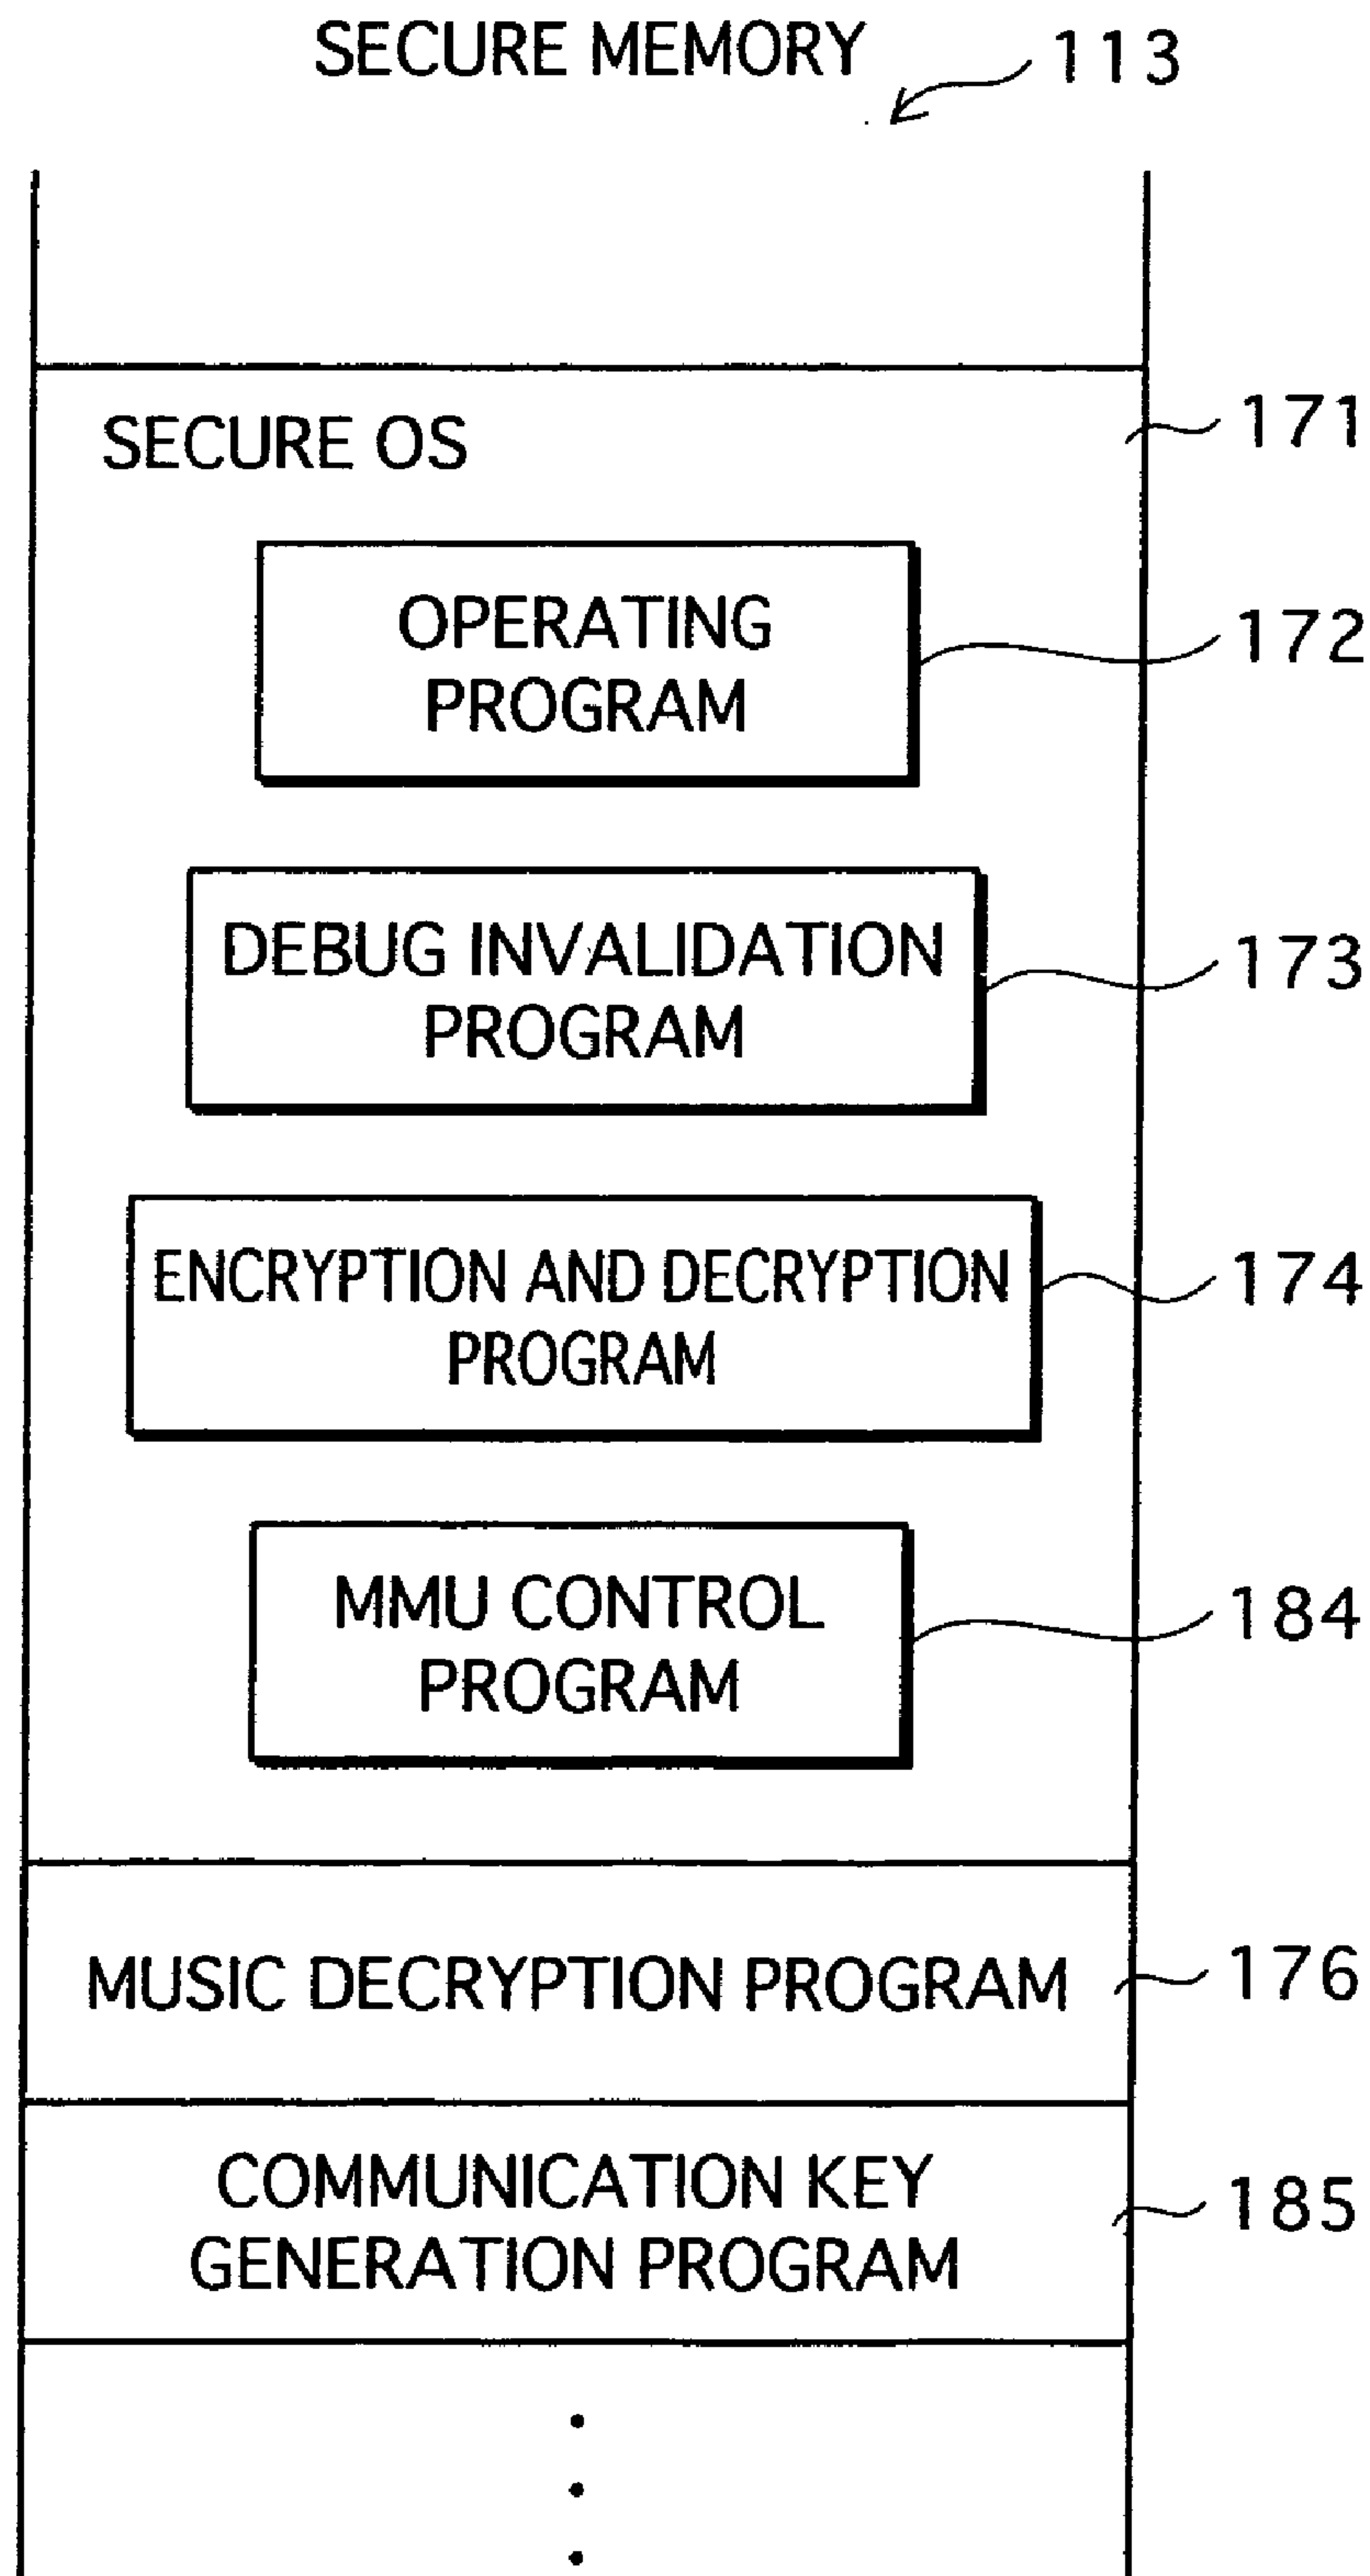 SECURE MEMORY 113
SECURE OS 171
OPERATING
PROGRAM
172
DEBUG INVALIDATION
PROGRAM
173
ENCRYPTION AND DECRYPTION
PROGRAM
174
MMU CONTROL
PROGRAM
184
MUSIC DECRYPTION PROGRAM 176
COMMUNICATION KEY
GENERATION PROGRAM
185